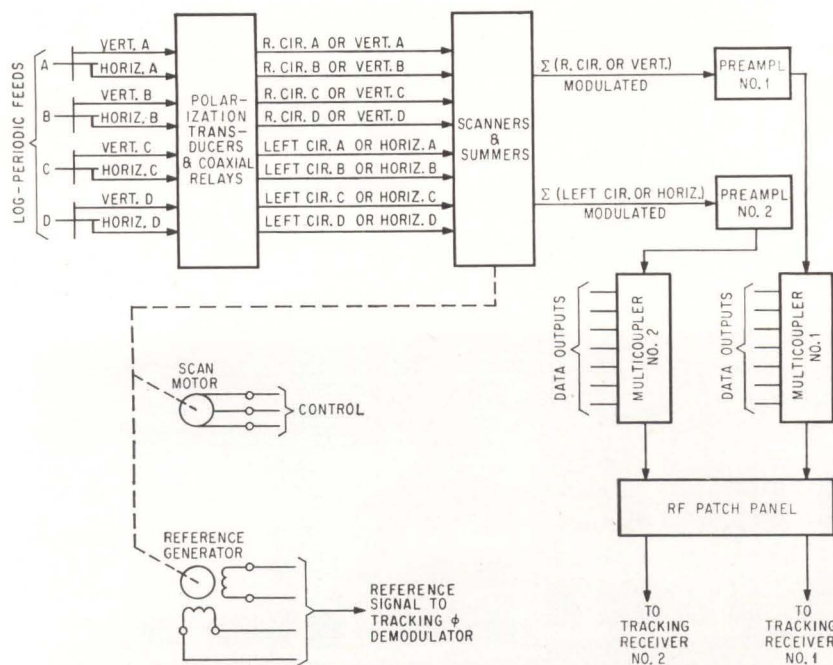 LOG-PERIODIC FEEDS
A
B
C
D
VERT. A
HORIZ. A
VERT. B
HORIZ. B
VERT. C
HORIZ. C
VERT. D
HORIZ. D
POLAR-
IZATION
TRANS-
DUCERS
& COAXIAL
RELAYS
R. CIR. A OR VERT. A
R. CIR. B OR VERT. B
R. CIR. C OR VERT. C
R. CIR. D OR VERT. D
LEFT CIR. A OR HORIZ. A
LEFT CIR. B OR HORIZ. B
LEFT CIR. C OR HORIZ. C
LEFT CIR. D OR HORIZ. D
SCANNERS
&
SUMMERS
Σ (R. CIR. OR VERT.)
MODULATED
PREAMPL
NO. 1
Σ (LEFT CIR. OR HORIZ.)
MODULATED
PREAMPL
NO. 2
DATA OUTPUTS
MULTICOUPLER
NO. 2
DATA OUTPUTS
MULTICOUPLER
NO. 1
SCAN
MOTOR
CONTROL
RF PATCH PANEL
REFERENCE
GENERATOR
REFERENCE
SIGNAL TO
TRACKING ϕ
DEMODULATOR
TO
TRACKING
RECEIVER
NO. 2
TO
TRACKING
RECEIVER
NO. 1